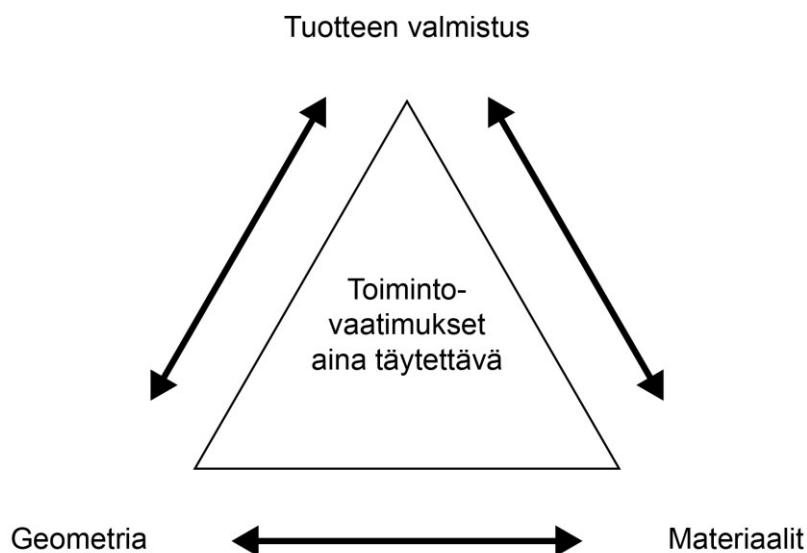 Tuotteen valmistus
Toiminto-
vaatimukset
aina täytettävä
Geometria
Materiaalit